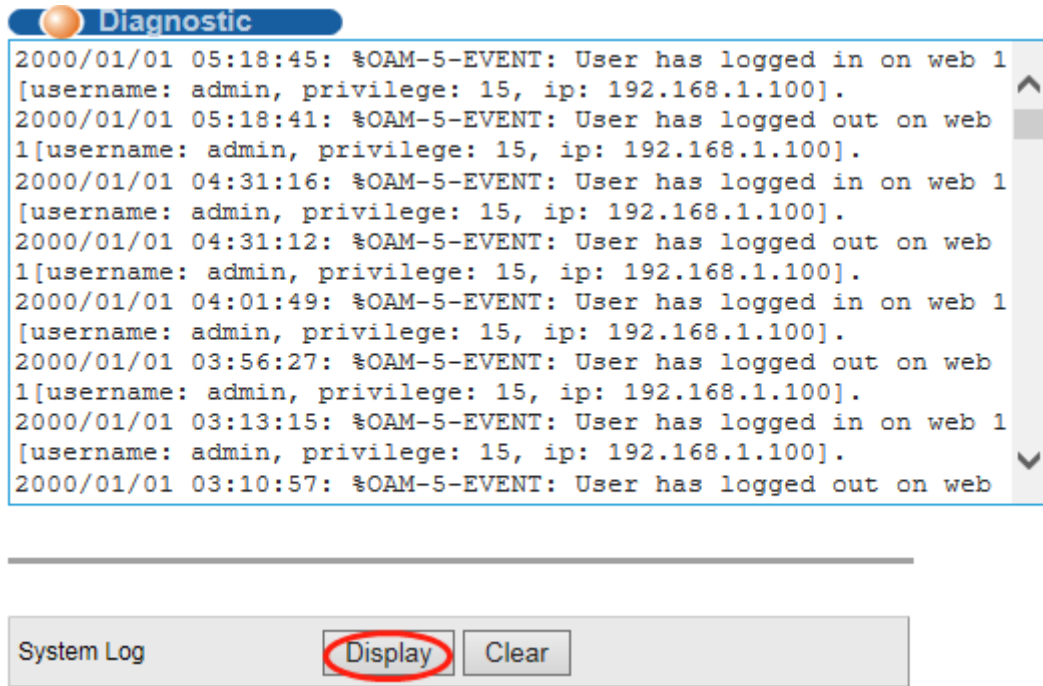 Diagnostic
2000/01/01 05:18:45: %OAM-5-EVENT: User has logged in on web 1
[username: admin, privilege: 15, ip: 192.168.1.100].
2000/01/01 05:18:41: %OAM-5-EVENT: User has logged out on web
1[username: admin, privilege: 15, ip: 192.168.1.100].
2000/01/01 04:31:16: %OAM-5-EVENT: User has logged in on web 1
[username: admin, privilege: 15, ip: 192.168.1.100].
2000/01/01 04:31:12: %OAM-5-EVENT: User has logged out on web
1[username: admin, privilege: 15, ip: 192.168.1.100].
2000/01/01 04:01:49: %OAM-5-EVENT: User has logged in on web 1
[username: admin, privilege: 15, ip: 192.168.1.100].
2000/01/01 03:56:27: %OAM-5-EVENT: User has logged out on web
1[username: admin, privilege: 15, ip: 192.168.1.100].
2000/01/01 03:13:15: %OAM-5-EVENT: User has logged in on web 1
[username: admin, privilege: 15, ip: 192.168.1.100].
2000/01/01 03:10:57: %OAM-5-EVENT: User has logged out on web
System Log Display Clear